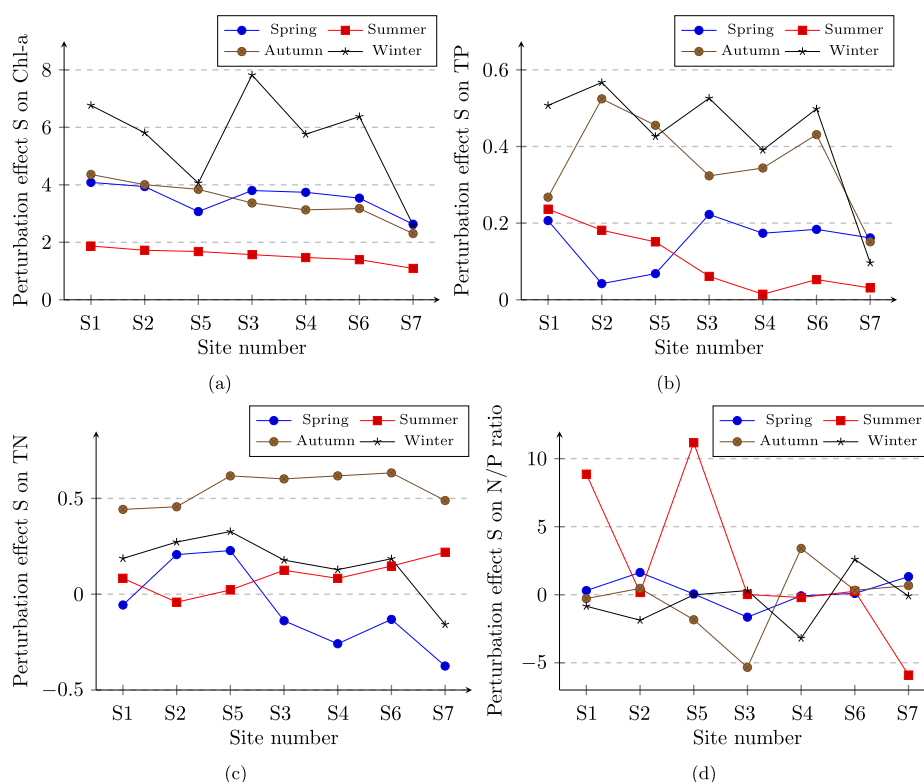 Spring Summer
Autumn Winter
Perturbation effect S on Chl-a
8
6
4
2
0
S1 S2 S5 S3 S4 S6 S7
Site number
(a)
Spring Summer
Autumn Winter
Perturbation effect S on TP
0.6
0.4
0.2
0
S1 S2 S5 S3 S4 S6 S7
Site number
(b)
Spring Summer
Autumn Winter
Perturbation effect S on TN
0.5
0
−0.5
S1 S2 S5 S3 S4 S6 S7
Site number
(c)
Spring Summer
Autumn Winter
Perturbation effect S on N/P ratio
10
5
0
−5
S1 S2 S5 S3 S4 S6 S7
Site number
(d)